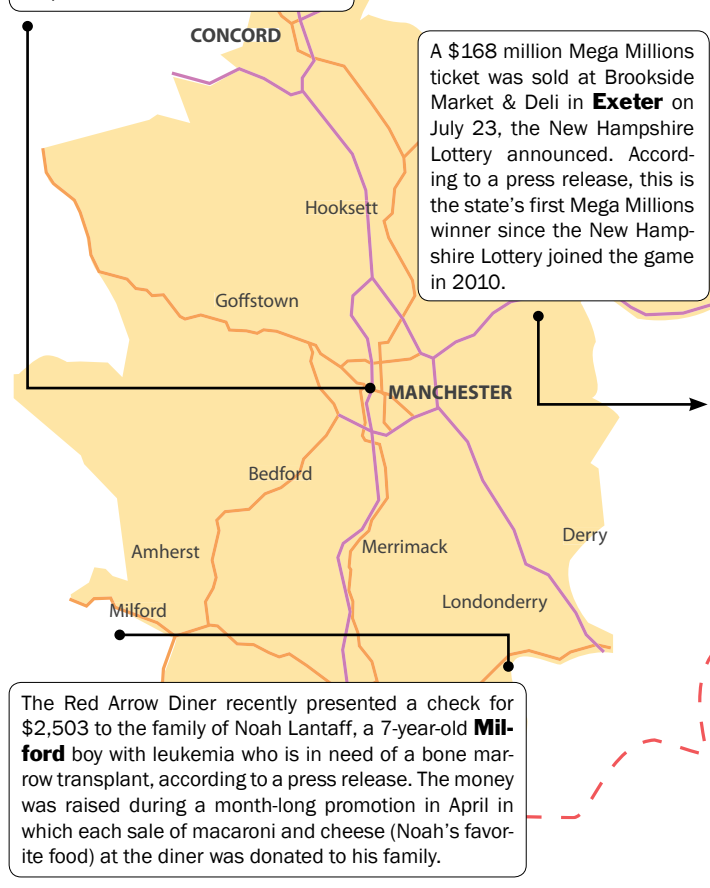 CONCORD
A $168 million Mega Millions
ticket was sold at Brookside
Market & Deli in Exeter on
July 23, the New Hampshire
Lottery announced. Accord-
ing to a press release, this is
the state's first Mega Millions
winner since the New Hamp-
shire Lottery joined the game
in 2010.
Hooksett
Goffstown
MANCHESTER
Bedford
Amherst
Merrimack
Derry
Milford
Londonderry
The Red Arrow Diner recently presented a check for
$2,503 to the family of Noah Lantaff, a 7-year-old Mil-
ford boy with leukemia who is in need of a bone mar-
row transplant, according to a press release. The money
was raised during a month-long promotion in April in
which each sale of macaroni and cheese (Noah's favor-
ite food) at the diner was donated to his family.